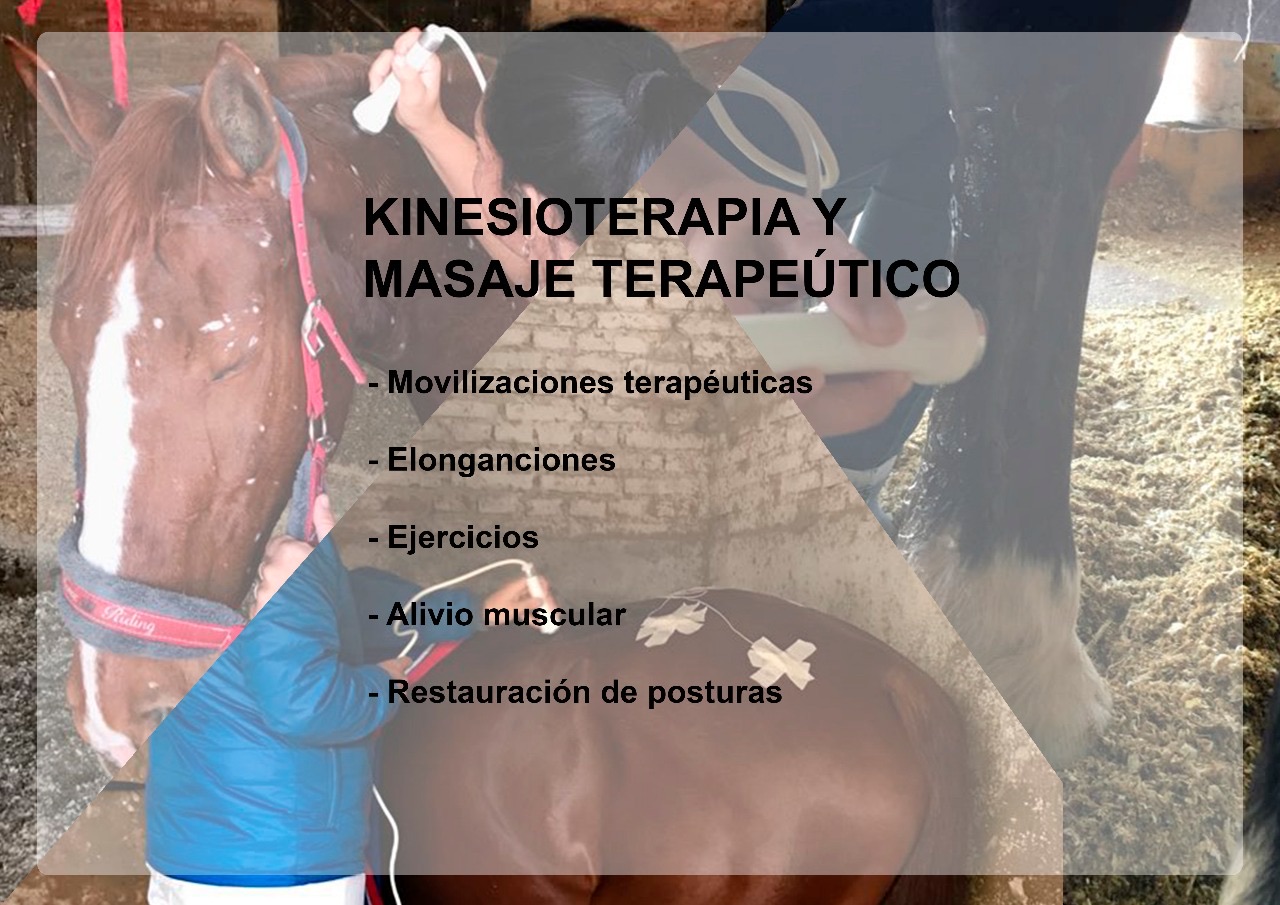 KINESIOTERAPIA Y
MASAJE TERAPEÚTICO
- Movilizaciones terapéuticas
- Elonganciones
- Ejercicios
- Alivio muscular
- Restauración de posturas
Riding